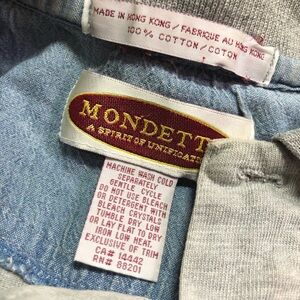 MADE IN HONG KONG / FABRIQUE AU HONG KONG
100% COTTON / COTON
MONDETT
A SPIRIT OF UNIFICATI
MACHINE WASH COLD
SEPARATELY
GENTLE CYCLE
DO NOT USE BLEACH
OR DETERGENT WITH
BLEACH CRYSTALS
TUMBLE DRY LOW
OR LAY FLAT TO DRY
IRON LOW HEAT.
EXCLUSIVE OF TRIM
CA# 14442
RN# 88201